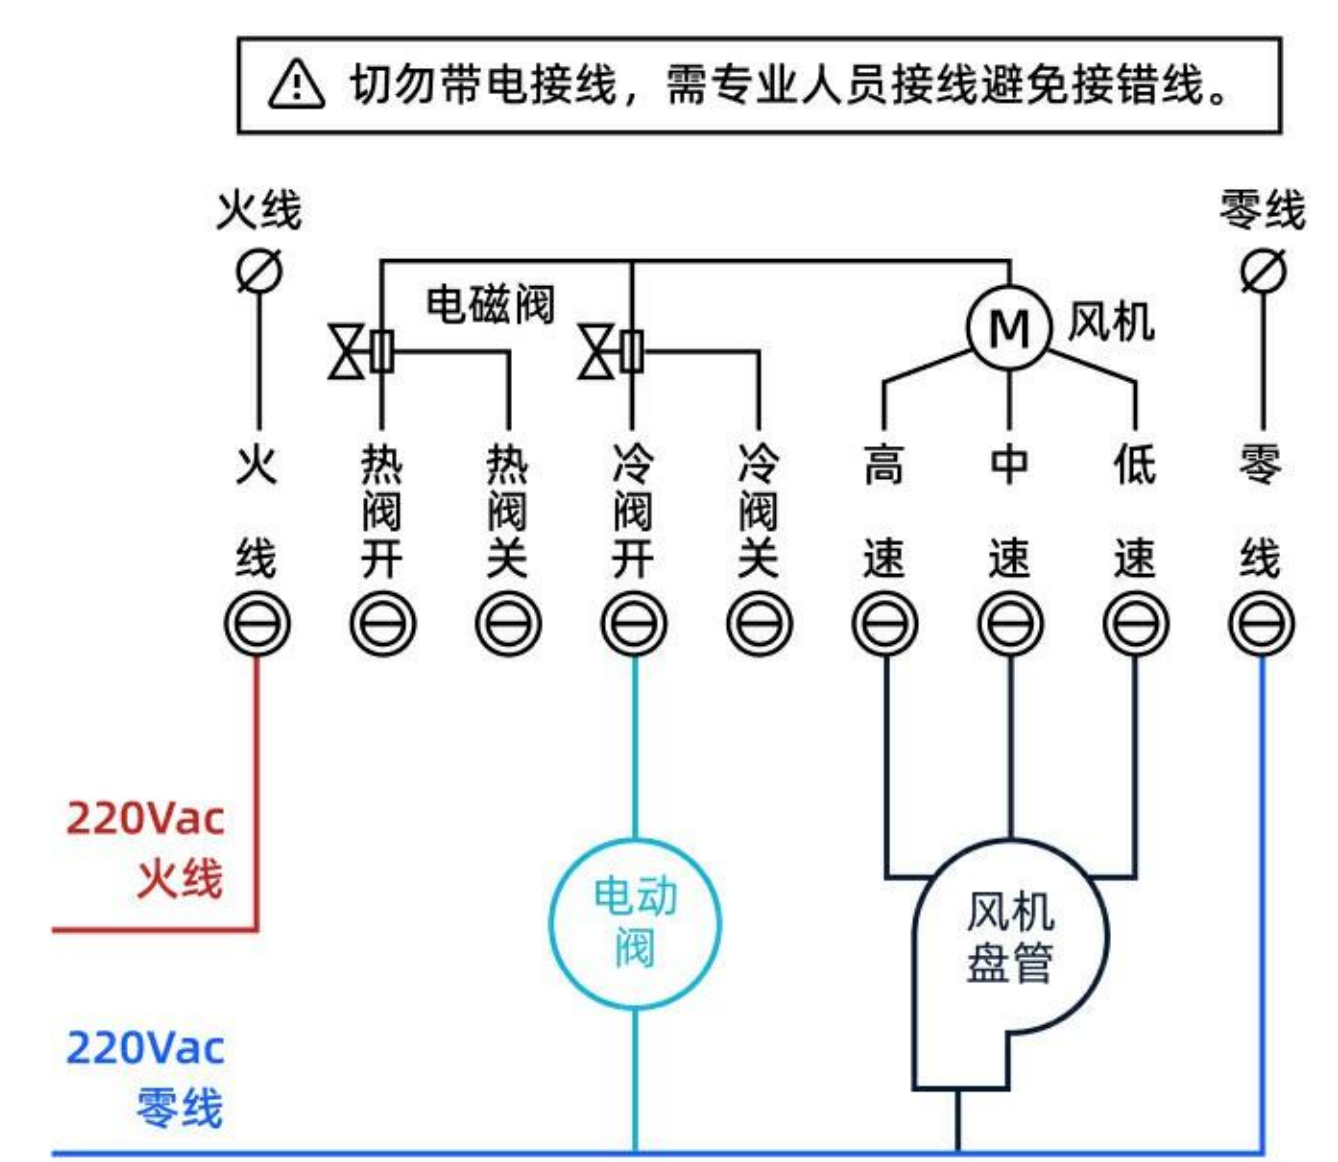 切勿带电接线，需专业人员接线避免接错线。
火线
零线
电磁阀
M
风机
火线
热阀开
热阀关
冷阀开
冷阀关
高速
中速
低速
零线
220Vac
火线
电动
阀
风机
盘管
220Vac
零线